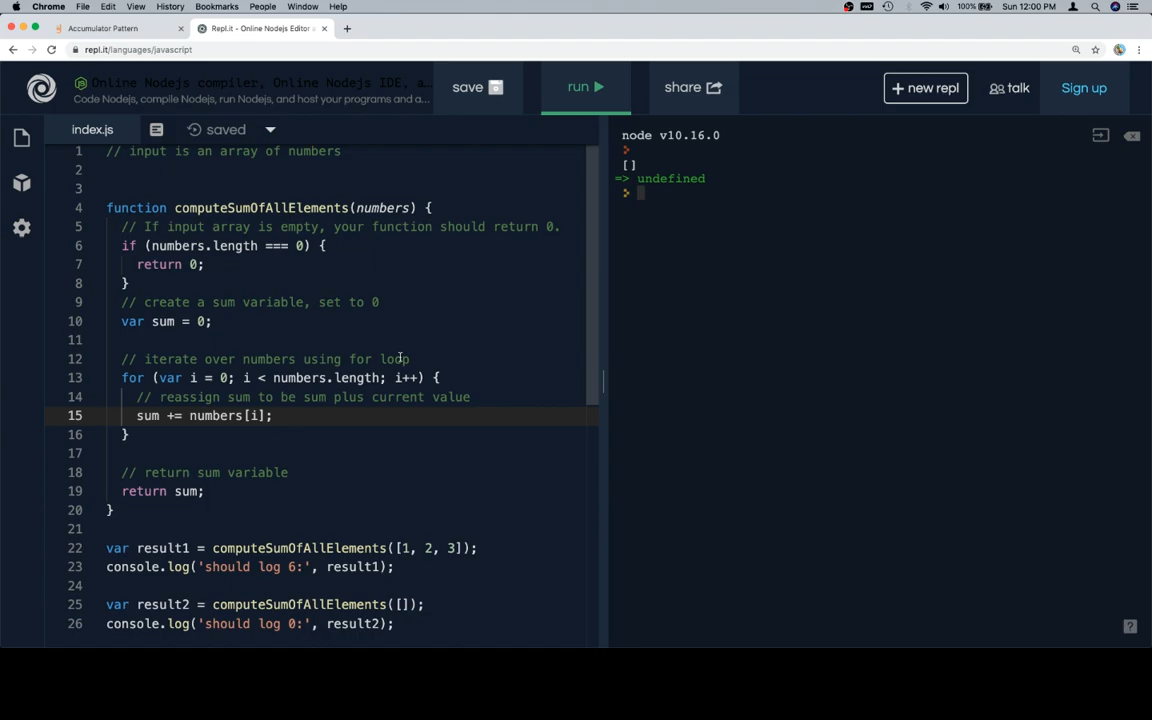 Chrome File Edit View History Bookmarks People Window Help 100% Sun 12:00 PM
Accumulator Pattern
Repl.it - Online Nodejs Editor a
repl.it/languages/javascript
Online Nodejs compiler, Online Nodejs IDE, a...
Code Nodejs, compile Nodejs, run Nodejs, and host your programs and a...
save
run
share
+ new repl
talk
Sign up
index.js
saved
1 // input is an array of numbers
2
3
4 function computeSumOfAllElements(numbers) {
5 // If input array is empty, your function should return 0.
6 if (numbers.length === 0) {
7 return 0;
8 }
9 // create a sum variable, set to 0
10 var sum = 0;
11
12 // iterate over numbers using for loop
13 for (var i = 0; i < numbers.length; i++) {
14 // reassign sum to be sum plus current value
15 sum += numbers[i];
16 }
17
18 // return sum variable
19 return sum;
20 }
21
22 var result1 = computeSumOfAllElements([1, 2, 3]);
23 console.log('should log 6:', result1);
24
25 var result2 = computeSumOfAllElements([]);
26 console.log('should log 0:', result2);
node v10.16.0
[]
=> undefined